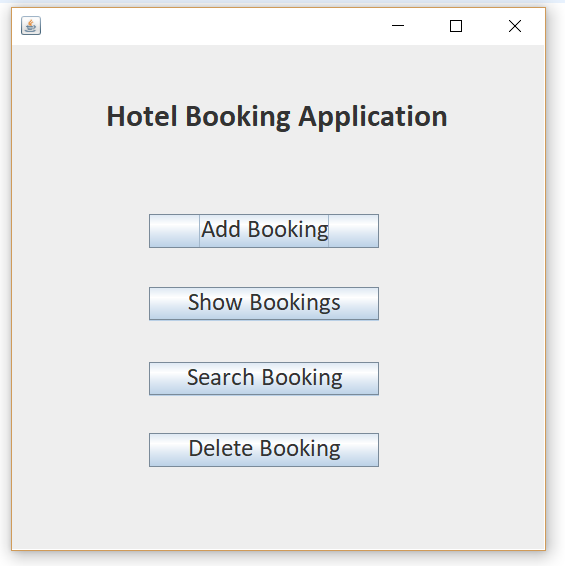 Hotel Booking Application
Add Booking
Show Bookings
Search Booking
Delete Booking